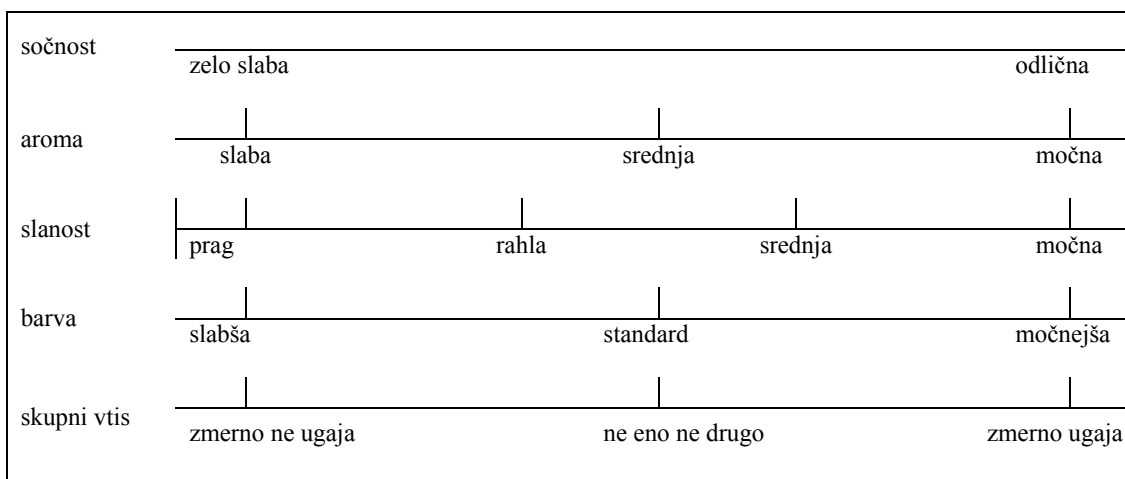 sočnost
zelo slaba odlična
aroma
slaba srednja močna
slanost
prag rahla srednja močna
barva
slabša standard močnejša
skupni vtis
zmerno ne ugaja ne eno ne drugo zmerno ugaja